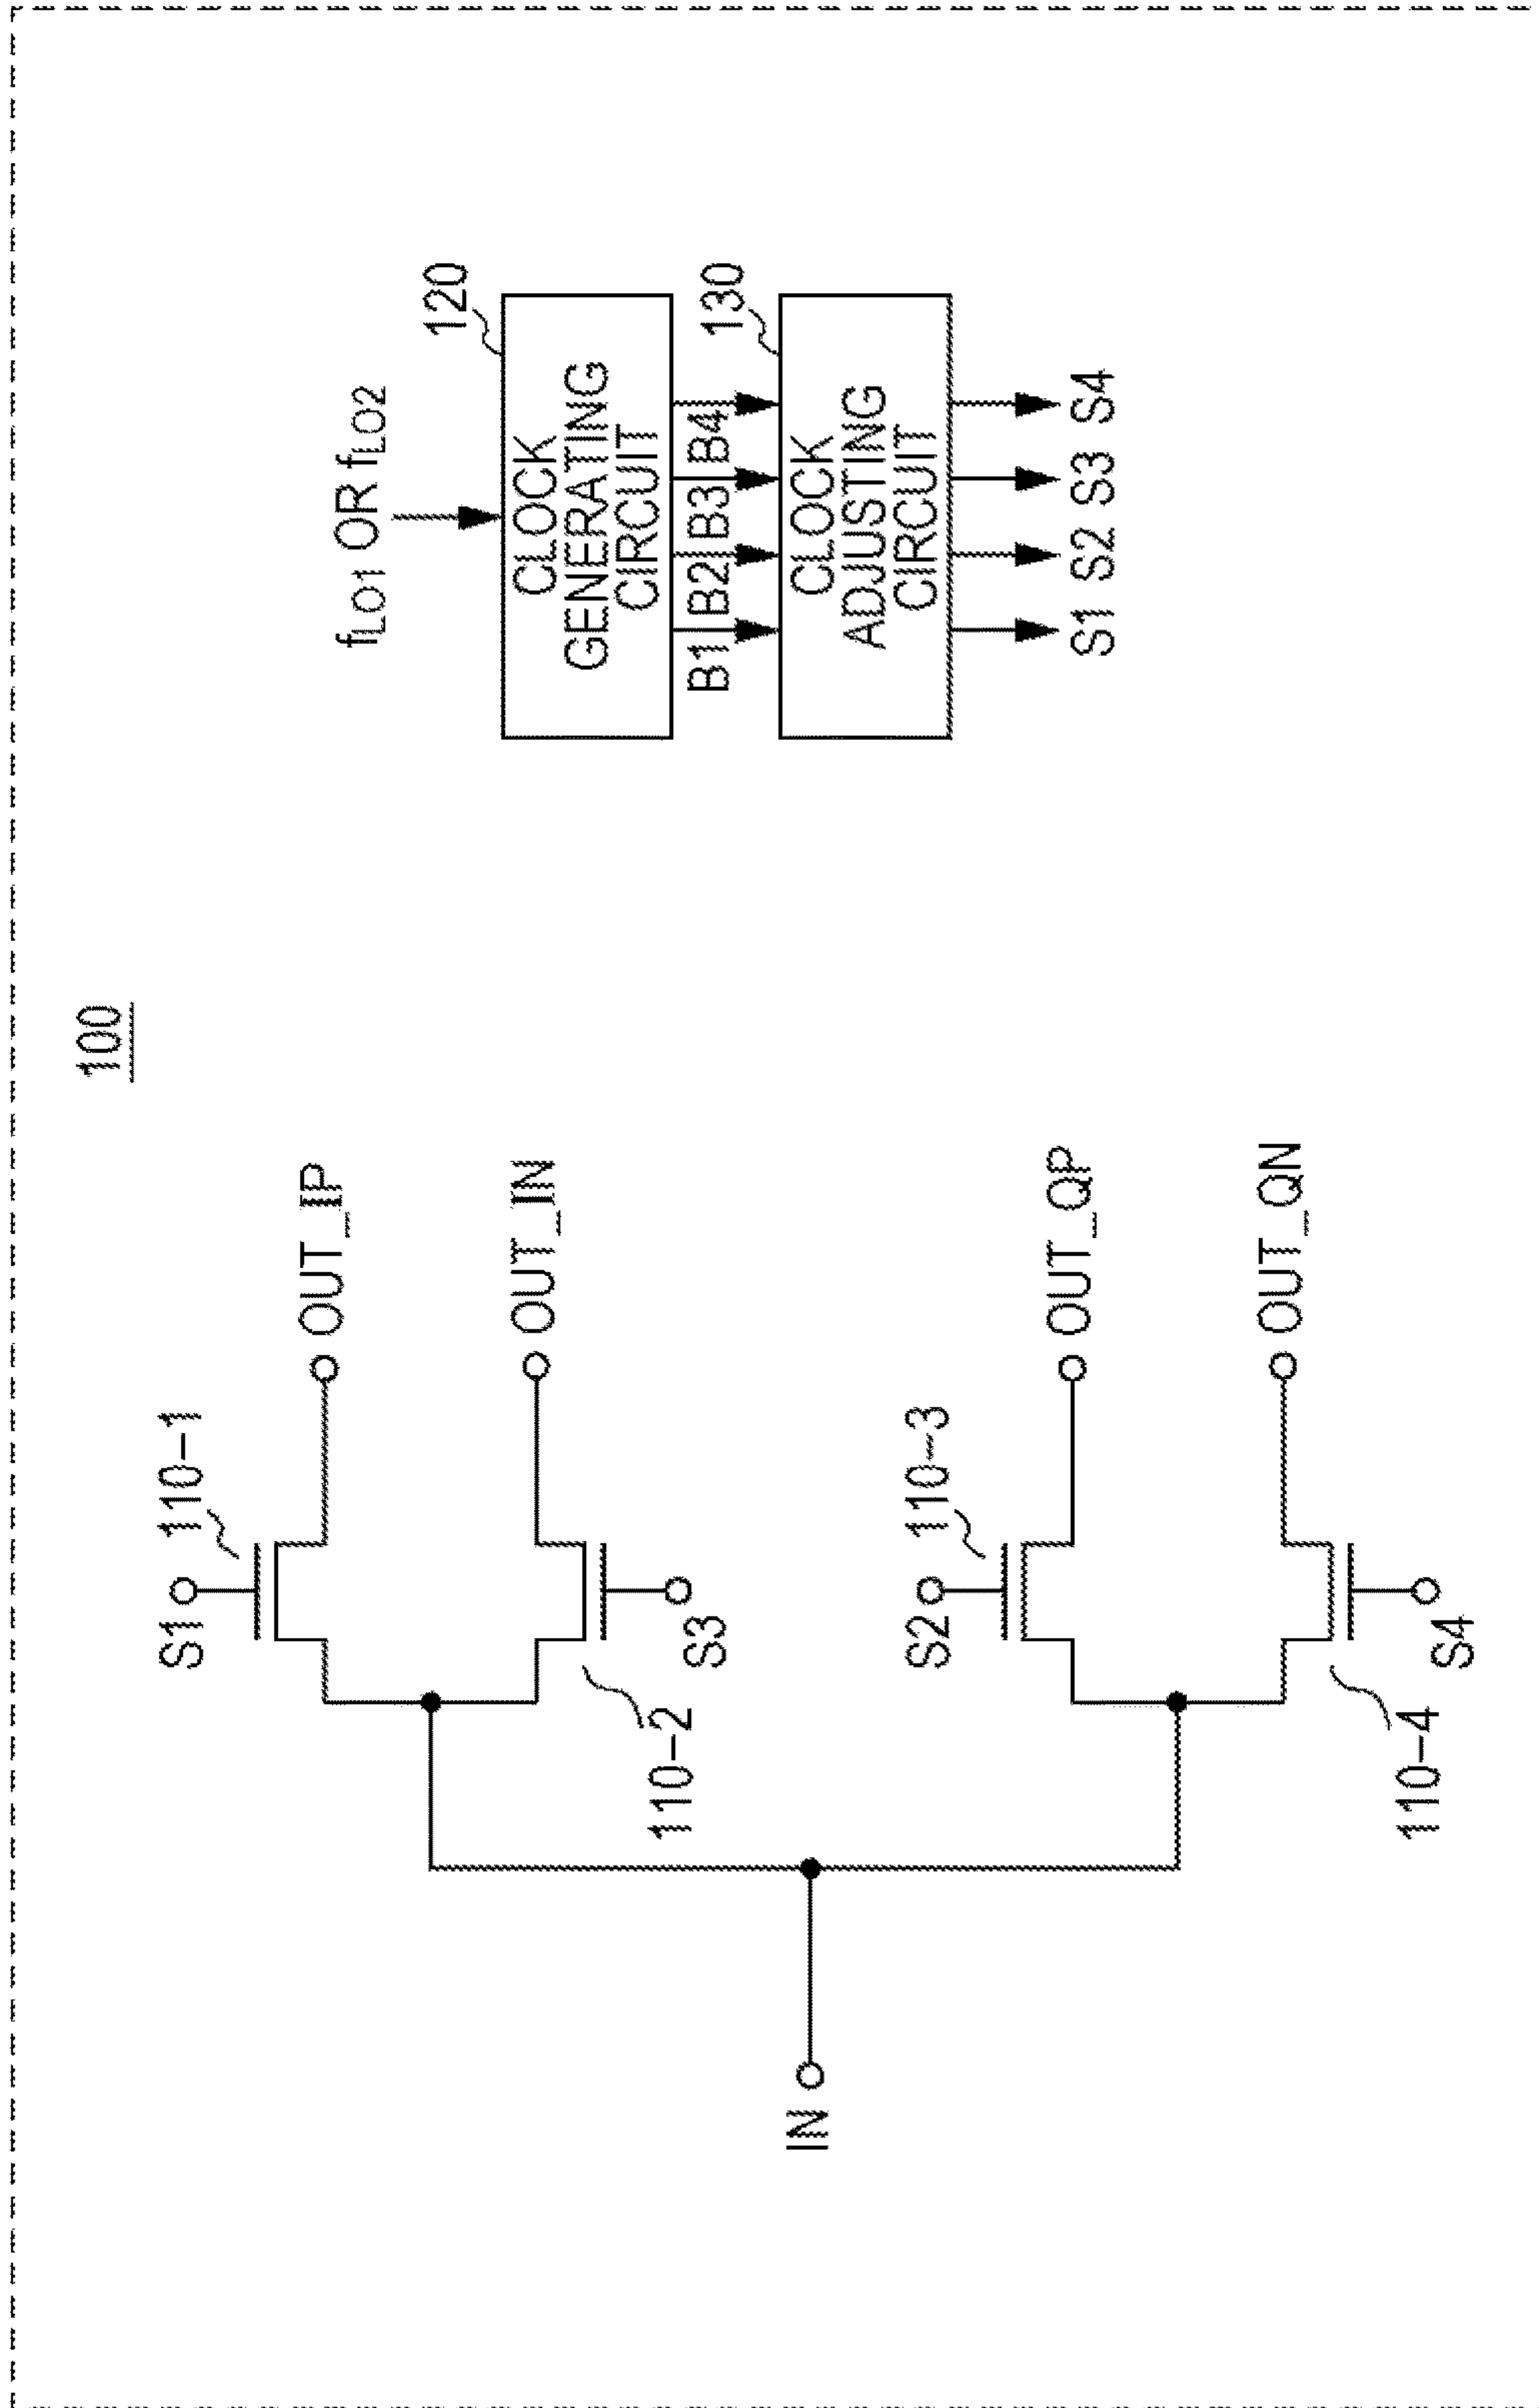 100
S1
110-1
OUT_IP
OUT_IN
S3
110-2
IN
S2
110-3
OUT_QP
OUT_QN
S4
110-4
fLO1 OR fLO2
120
CLOCK
GENERATING
CIRCUIT
B1 B2 B3 B4
130
CLOCK
ADJUSTING
CIRCUIT
S1 S2 S3 S4